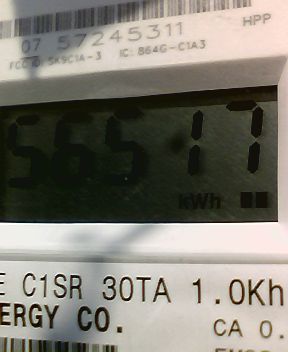 HPP
07 57245311
FCC ID: SK9C1A-3 IC: 864G-C1A3
56517
kWh
E C1SR 30TA 1.0Kh
ERGY CO.
CA 0.